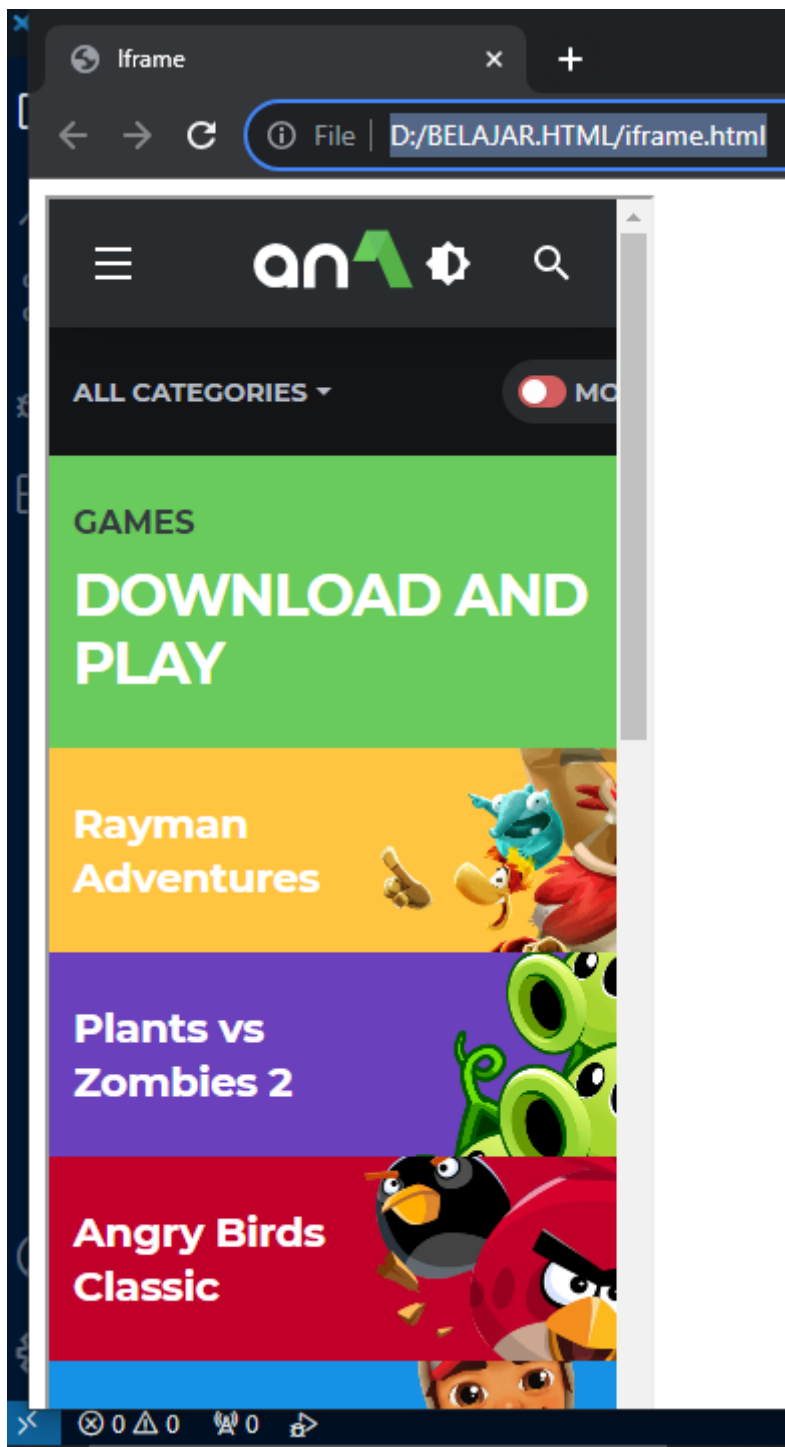 Iframe
File D:/BELAJAR.HTML/iframe.html
an
ALL CATEGORIES MO
GAMES
DOWNLOAD AND
PLAY
Rayman
Adventures
Plants vs
Zombies 2
Angry Birds
Classic
0 0 0